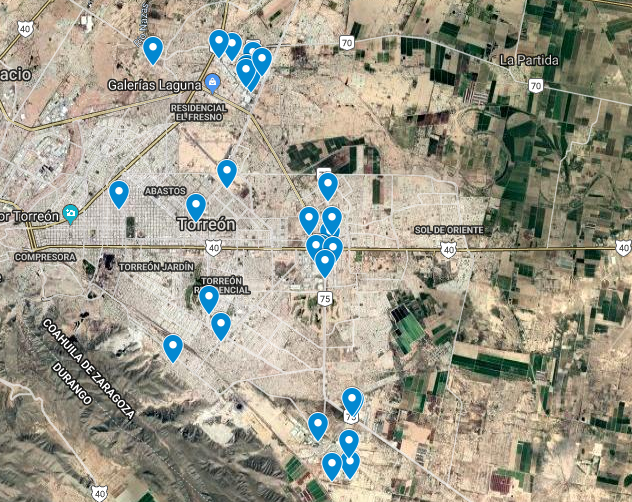 40
70
La Partida
acio
Galerías Laguna
70
RESIDENCIAL
EL FRESNO
ABASTOS
or Torreón
Torreón
SOL DE ORIENTE
40
40
40
COMPRESORA
TORREÓN JARDÍN
TORREÓN
RESIDENCIAL
75
COAHUILA DE ZARAGOZA
DURANGO
40